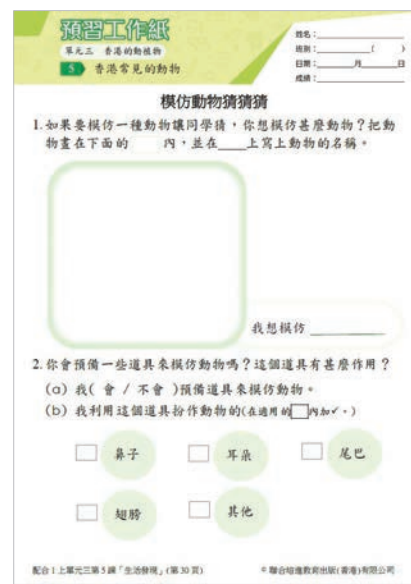 預習工作紙
單元三 香港的動植物
5 香港常見的動物
姓名：
班別： ( )
日期： 月 日
成績：
模仿動物猜猜猜
1. 如果要模仿一種動物讓同學猜，你想模仿甚麼動物？把動
物畫在下面的 內，並在____上寫上動物的名稱。
我想模仿
2. 你會預備一些道具來模仿動物嗎？這個道具有甚麼作用？
(a) 我( 會 / 不會 )預備道具來模仿動物。
(b) 我利用這個道具扮作動物的(在適用的□內加✓。)
鼻子 耳朵 尾巴
翅膀 其他
配合1上單元三第5課「生活發現」(第30頁) ©聯合培進教育出版(香港)有限公司